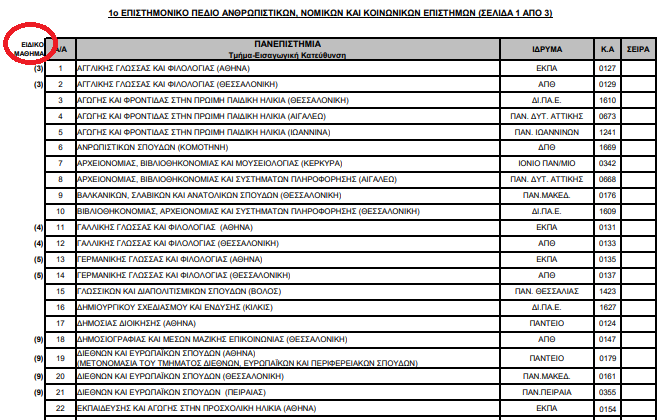 1ο ΕΠΙΣΤΗΜΟΝΙΚΟ ΠΕΔΙΟ ΑΝΘΡΩΠΙΣΤΙΚΩΝ, ΝΟΜΙΚΩΝ ΚΑΙ ΚΟΙΝΩΝΙΚΩΝ ΕΠΙΣΤΗΜΩΝ (ΣΕΛΙΔΑ 1 ΑΠΟ 3)
ΕΙΔΙΚΟ ΜΑΘΗΜΑ Α/Α ΠΑΝΕΠΙΣΤΗΜΙΑ Τμήμα-Εισαγωγική Κατεύθυνση ΙΔΡΥΜΑ Κ.Α ΣΕΙΡΑ
(3) 1 ΑΓΓΛΙΚΗΣ ΓΛΩΣΣΑΣ ΚΑΙ ΦΙΛΟΛΟΓΙΑΣ (ΑΘΗΝΑ) ΕΚΠΑ 0127
(3) 2 ΑΓΓΛΙΚΗΣ ΓΛΩΣΣΑΣ ΚΑΙ ΦΙΛΟΛΟΓΙΑΣ (ΘΕΣΣΑΛΟΝΙΚΗ) ΑΠΘ 0129
3 ΑΓΩΓΗΣ ΚΑΙ ΦΡΟΝΤΙΔΑΣ ΣΤΗΝ ΠΡΩΙΜΗ ΠΑΙΔΙΚΗ ΗΛΙΚΙΑ (ΘΕΣΣΑΛΟΝΙΚΗ) ΔΙ.ΠΑ.Ε. 1610
4 ΑΓΩΓΗΣ ΚΑΙ ΦΡΟΝΤΙΔΑΣ ΣΤΗΝ ΠΡΩΙΜΗ ΠΑΙΔΙΚΗ ΗΛΙΚΙΑ (ΑΙΓΑΛΕΩ) ΠΑΝ. ΔΥΤ. ΑΤΤΙΚΗΣ 0673
5 ΑΓΩΓΗΣ ΚΑΙ ΦΡΟΝΤΙΔΑΣ ΣΤΗΝ ΠΡΩΙΜΗ ΠΑΙΔΙΚΗ ΗΛΙΚΙΑ (ΙΩΑΝΝΙΝΑ) ΠΑΝ. ΙΩΑΝΝΙΝΩΝ 1241
6 ΑΝΘΡΩΠΙΣΤΙΚΩΝ ΣΠΟΥΔΩΝ (ΚΟΜΟΤΗΝΗ) ΔΠΘ 1669
7 ΑΡΧΕΙΟΝΟΜΙΑΣ, ΒΙΒΛΙΟΘΗΚΟΝΟΜΙΑΣ ΚΑΙ ΜΟΥΣΕΙΟΛΟΓΙΑΣ (ΚΕΡΚΥΡΑ) ΙΟΝΙΟ ΠΑΝ/ΜΙΟ 0342
8 ΑΡΧΕΙΟΝΟΜΙΑΣ, ΒΙΒΛΙΟΘΗΚΟΝΟΜΙΑΣ ΚΑΙ ΣΥΣΤΗΜΑΤΩΝ ΠΛΗΡΟΦΟΡΗΣΗΣ (ΑΙΓΑΛΕΩ) ΠΑΝ. ΔΥΤ. ΑΤΤΙΚΗΣ 0668
9 ΒΑΛΚΑΝΙΚΩΝ, ΣΛΑΒΙΚΩΝ ΚΑΙ ΑΝΑΤΟΛΙΚΩΝ ΣΠΟΥΔΩΝ (ΘΕΣΣΑΛΟΝΙΚΗ) ΠΑΝ.ΜΑΚΕΔ. 0176
10 ΒΙΒΛΙΟΘΗΚΟΝΟΜΙΑΣ, ΑΡΧΕΙΟΝΟΜΙΑΣ ΚΑΙ ΣΥΣΤΗΜΑΤΩΝ ΠΛΗΡΟΦΟΡΗΣΗΣ (ΘΕΣΣΑΛΟΝΙΚΗ) ΔΙ.ΠΑ.Ε. 1609
(4) 11 ΓΑΛΛΙΚΗΣ ΓΛΩΣΣΑΣ ΚΑΙ ΦΙΛΟΛΟΓΙΑΣ (ΑΘΗΝΑ) ΕΚΠΑ 0131
(4) 12 ΓΑΛΛΙΚΗΣ ΓΛΩΣΣΑΣ ΚΑΙ ΦΙΛΟΛΟΓΙΑΣ (ΘΕΣΣΑΛΟΝΙΚΗ) ΑΠΘ 0133
(5) 13 ΓΕΡΜΑΝΙΚΗΣ ΓΛΩΣΣΑΣ ΚΑΙ ΦΙΛΟΛΟΓΙΑΣ (ΑΘΗΝΑ) ΕΚΠΑ 0135
(5) 14 ΓΕΡΜΑΝΙΚΗΣ ΓΛΩΣΣΑΣ ΚΑΙ ΦΙΛΟΛΟΓΙΑΣ (ΘΕΣΣΑΛΟΝΙΚΗ) ΑΠΘ 0137
15 ΓΛΩΣΣΙΚΩΝ ΚΑΙ ΔΙΑΠΟΛΙΤΙΣΜΙΚΩΝ ΣΠΟΥΔΩΝ (ΒΟΛΟΣ) ΠΑΝ. ΘΕΣΣΑΛΙΑΣ 1423
16 ΔΗΜΙΟΥΡΓΙΚΟΥ ΣΧΕΔΙΑΣΜΟΥ ΚΑΙ ΕΝΔΥΣΗΣ (ΚΙΛΚΙΣ) ΔΙ.ΠΑ.Ε. 1627
17 ΔΗΜΟΣΙΑΣ ΔΙΟΙΚΗΣΗΣ (ΑΘΗΝΑ) ΠΑΝΤΕΙΟ 0124
(9) 18 ΔΗΜΟΣΙΟΓΡΑΦΙΑΣ ΚΑΙ ΜΕΣΩΝ ΜΑΖΙΚΗΣ ΕΠΙΚΟΙΝΩΝΙΑΣ (ΘΕΣΣΑΛΟΝΙΚΗ) ΑΠΘ 0147
(9) 19 ΔΙΕΘΝΩΝ ΚΑΙ ΕΥΡΩΠΑΪΚΩΝ ΣΠΟΥΔΩΝ (ΑΘΗΝΑ) ΠΑΝΤΕΙΟ 0179
(ΜΕΤΟΝΟΜΑΣΙΑ ΤΟΥ ΤΜΗΜΑΤΟΣ ΔΙΕΘΝΩΝ, ΕΥΡΩΠΑΪΚΩΝ ΚΑΙ ΠΕΡΙΦΕΡΕΙΑΚΩΝ ΣΠΟΥΔΩΝ)
(9) 20 ΔΙΕΘΝΩΝ ΚΑΙ ΕΥΡΩΠΑΪΚΩΝ ΣΠΟΥΔΩΝ (ΘΕΣΣΑΛΟΝΙΚΗ) ΠΑΝ.ΜΑΚΕΔ. 0161
(9) 21 ΔΙΕΘΝΩΝ ΚΑΙ ΕΥΡΩΠΑΪΚΩΝ ΣΠΟΥΔΩΝ (ΠΕΙΡΑΙΑΣ) ΠΑΝ.ΠΕΙΡΑΙΑ 0355
22 ΕΚΠΑΙΔΕΥΣΗΣ ΚΑΙ ΑΓΩΓΗΣ ΣΤΗΝ ΠΡΟΣΧΟΛΙΚΗ ΗΛΙΚΙΑ (ΑΘΗΝΑ) ΕΚΠΑ 0154